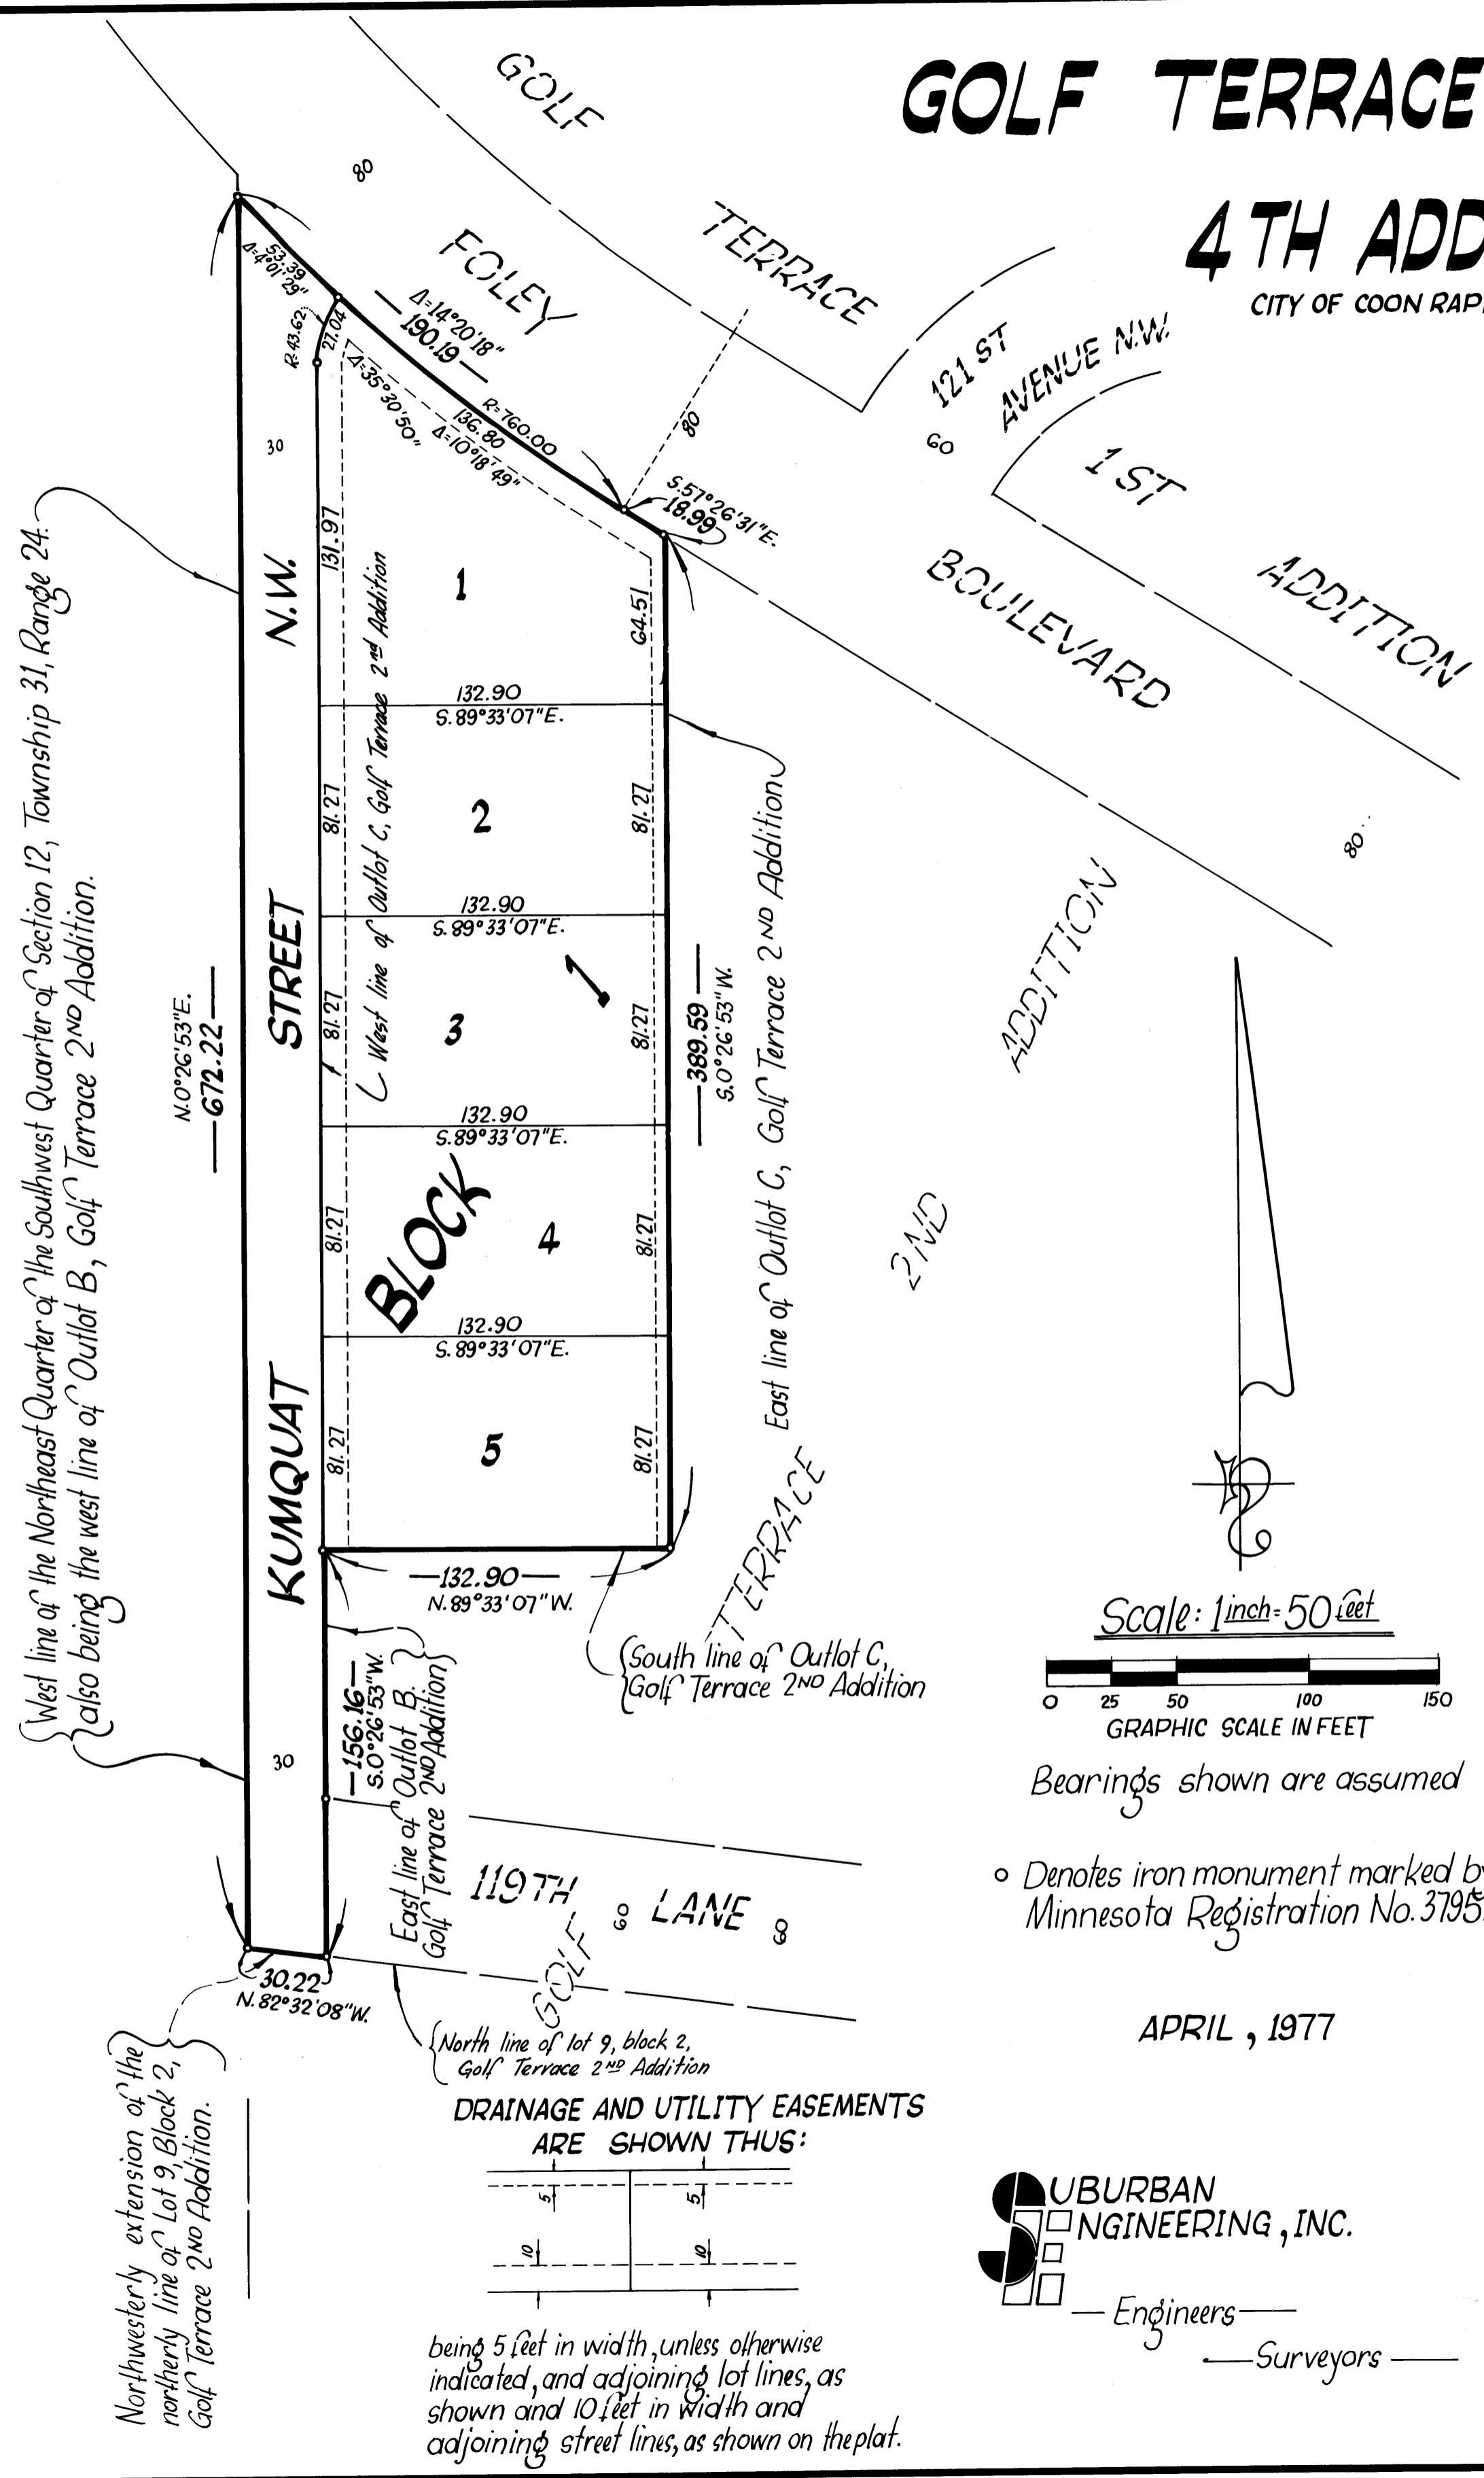 GOLF TERRACE
4TH ADD
CITY OF COON RAP
GOLF
TERRACE
80
FOLEY
121 ST
AVENUE N.W.
60
1 ST
ADDITION
BOULEVARD
80
53.39
Δ=4°01'29"
R=43.62
27.04
Δ=35°30'50"
Δ=14°20'18"
190.19
R=760.00
136.80
Δ=10°18'49"
80
S.57°26'31"E.
18.99
30
131.97
64.51
1
132.90
S.89°33'07"E.
81.27
2
81.27
132.90
S.89°33'07"E.
81.27
3
81.27
1
132.90
S.89°33'07"E.
81.27
BLOCK
4
81.27
132.90
S.89°33'07"E.
81.27
5
81.27
132.90
N.89°33'07"W.
KUMQUAT STREET N.W.
West line of Outlot C, Golf Terrace 2nd Addition
West line of the Northeast Quarter of the Southwest Quarter of Section 12, Township 31, Range 24.
also being the west line of Outlot B, Golf Terrace 2ND Addition.
N.0°26'53"E.
672.22
389.59
S.0°26'53"W.
East line of Outlot C, Golf Terrace 2ND Addition
GOLF TERRACE 2ND ADDITION
South line of Outlot C,
Golf Terrace 2ND Addition
30
156.16
S.0°26'53"W.
East line of Outlot B.
Golf Terrace 2ND Addition
119TH LANE
60
60
30.22
N.82°32'08"W.
North line of lot 9, block 2,
Golf Terrace 2ND Addition
Northwesterly extension of the
northerly line of Lot 9, Block 2,
Golf Terrace 2ND Addition.
Scale: 1 inch = 50 feet
0 25 50 100 150
GRAPHIC SCALE IN FEET
Bearings shown are assumed
Denotes iron monument marked b
Minnesota Registration No. 3795
APRIL, 1977
DRAINAGE AND UTILITY EASEMENTS
ARE SHOWN THUS:
5 5
10 10
being 5 feet in width, unless otherwise
indicated, and adjoining lot lines, as
shown and 10 feet in width and
adjoining street lines, as shown on the plat.
SUBURBAN
ENGINEERING, INC.
Engineers
Surveyors